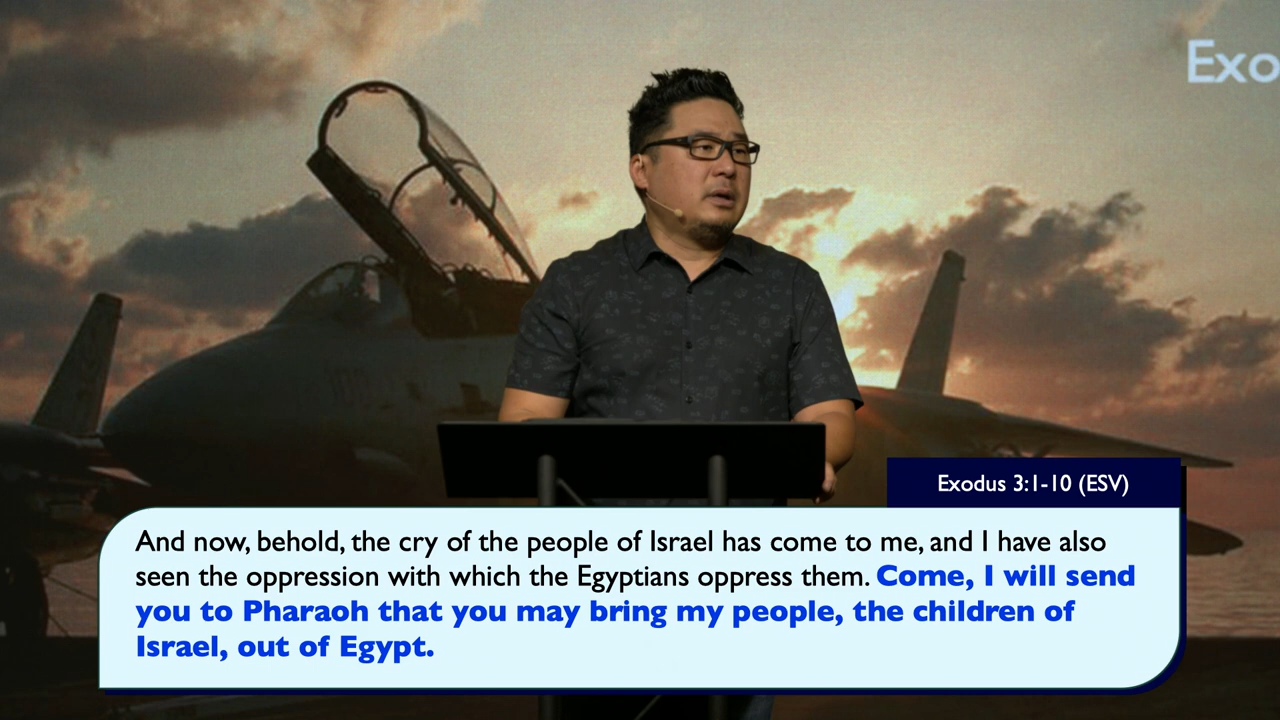 Exo
Exodus 3:1-10 (ESV)
And now, behold, the cry of the people of Israel has come to me, and I have also
seen the oppression with which the Egyptians oppress them. Come, I will send
you to Pharaoh that you may bring my people, the children of
Israel, out of Egypt.